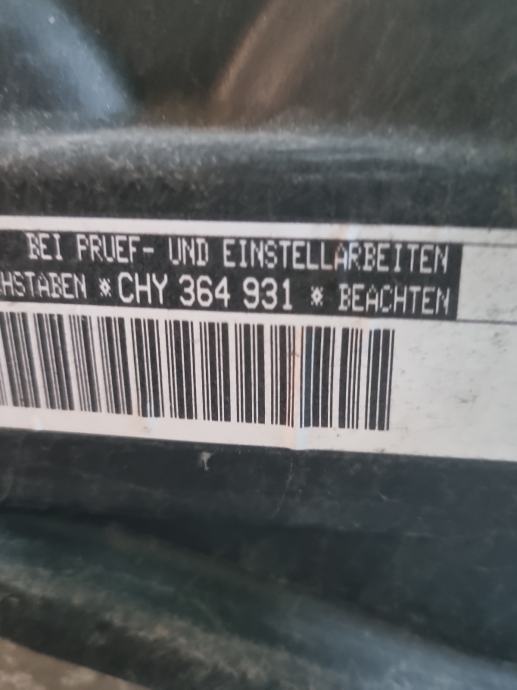 BEI PRUEF- UND EINSTELLARBEITEN
HSTABEN *CHY 364 931 * BEACHTEN